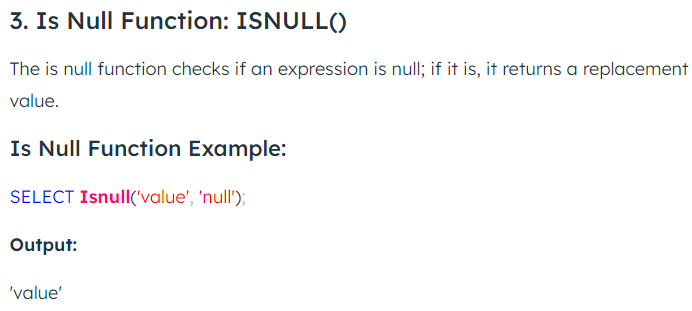 3. Is Null Function: ISNULL()
The is null function checks if an expression is null; if it is, it returns a replacement
value.
Is Null Function Example:
SELECT Isnull('value', 'null');
Output:
'value'